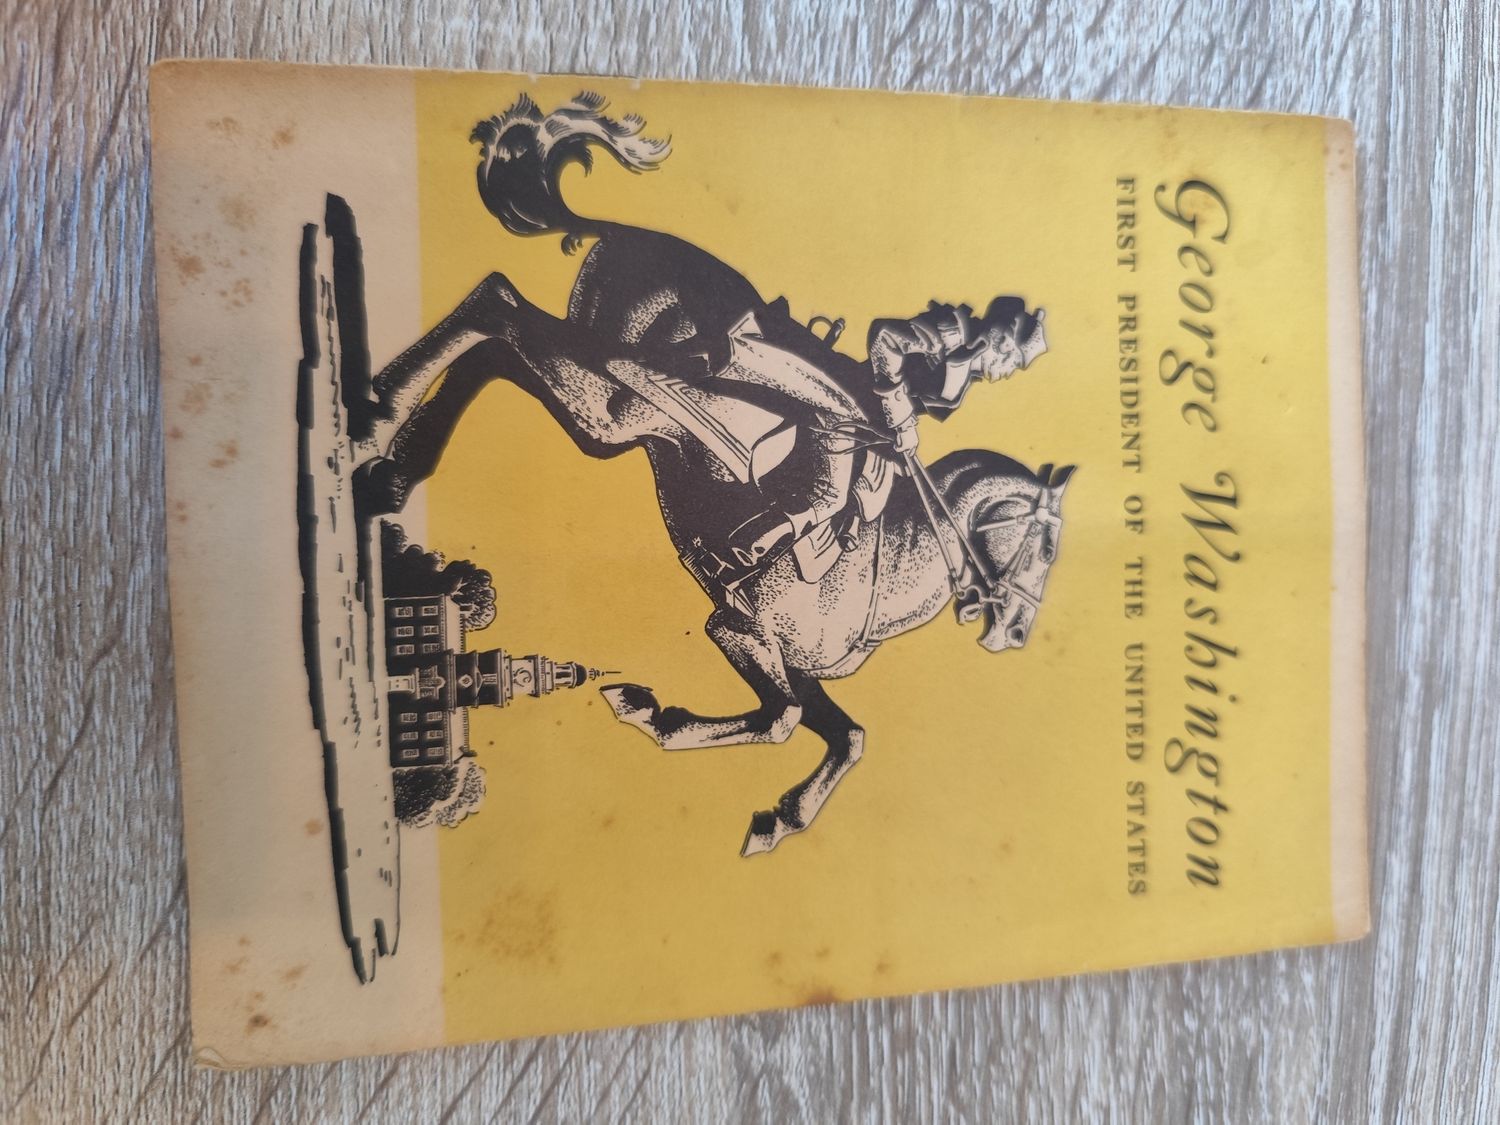 George Washington
FIRST PRESIDENT OF THE UNITED STATES